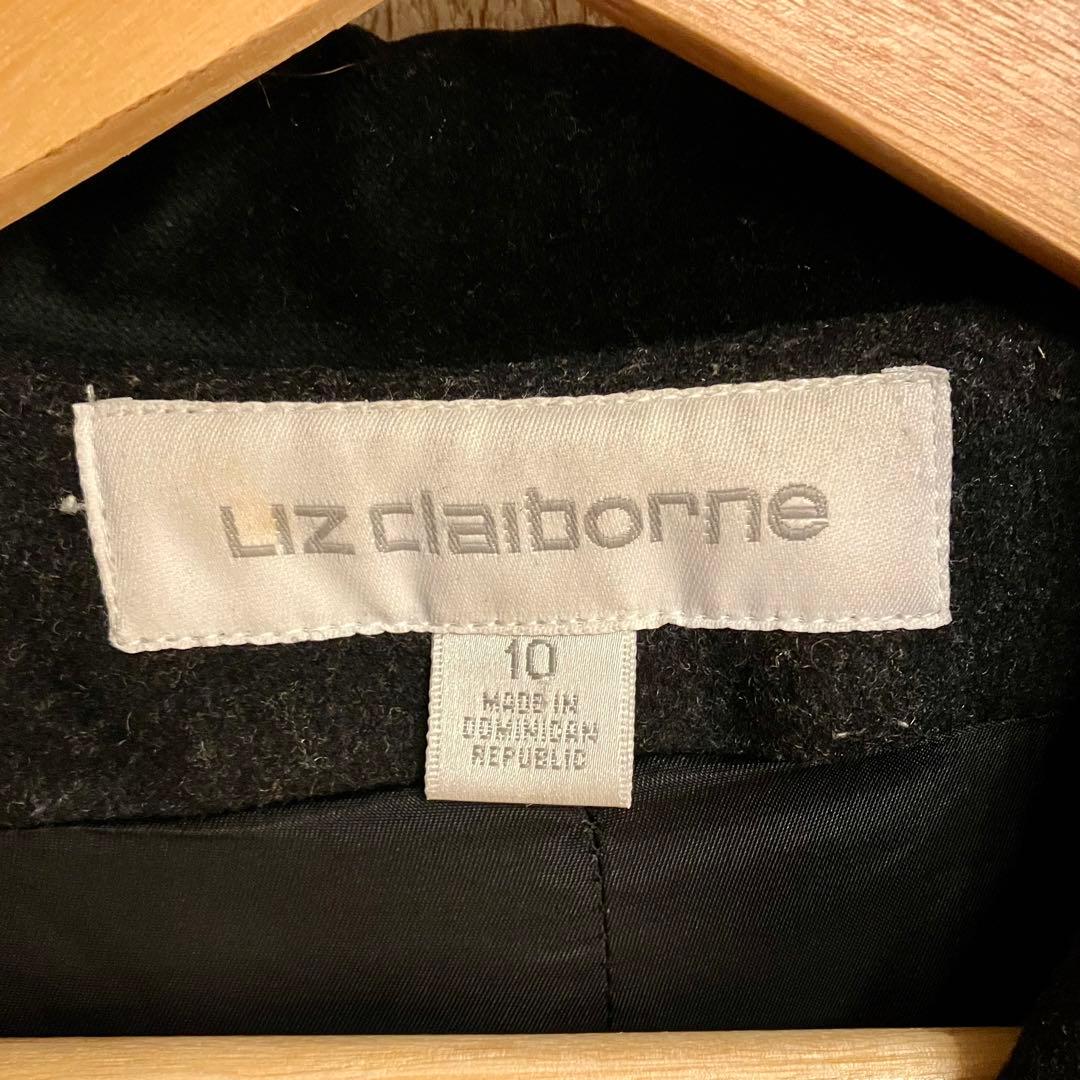 Liz claiborne
10
MADE IN
DOMINICAN
REPUBLIC